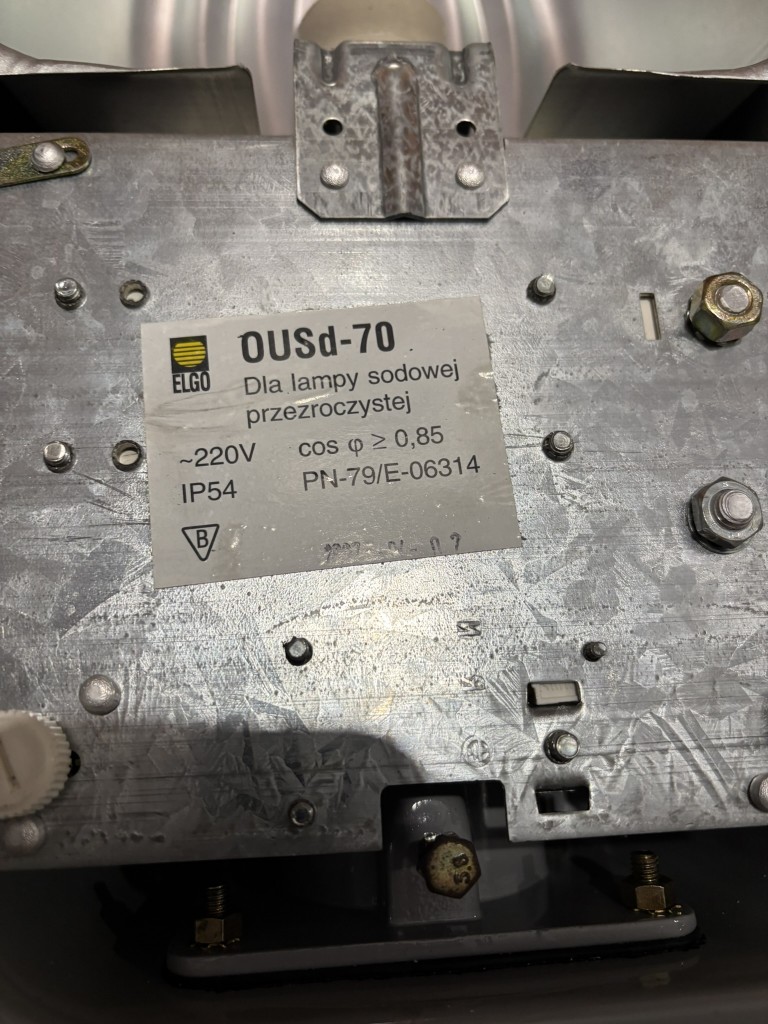 OUSd-70
ELGO
Dla lampy sodowej
przezroczystej
~220V cos φ ≥ 0,85
IP54 PN-79/E-06314
B